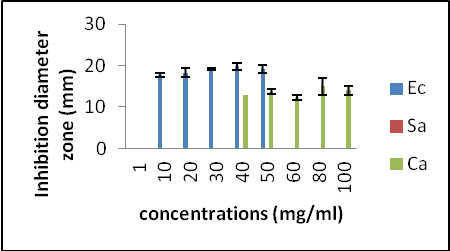 30
20
10
0
Inhibition diameter
zone (mm)
1
10
20
30
40
50
60
80
100
concentrations (mg/ml)
Ec
Sa
Ca